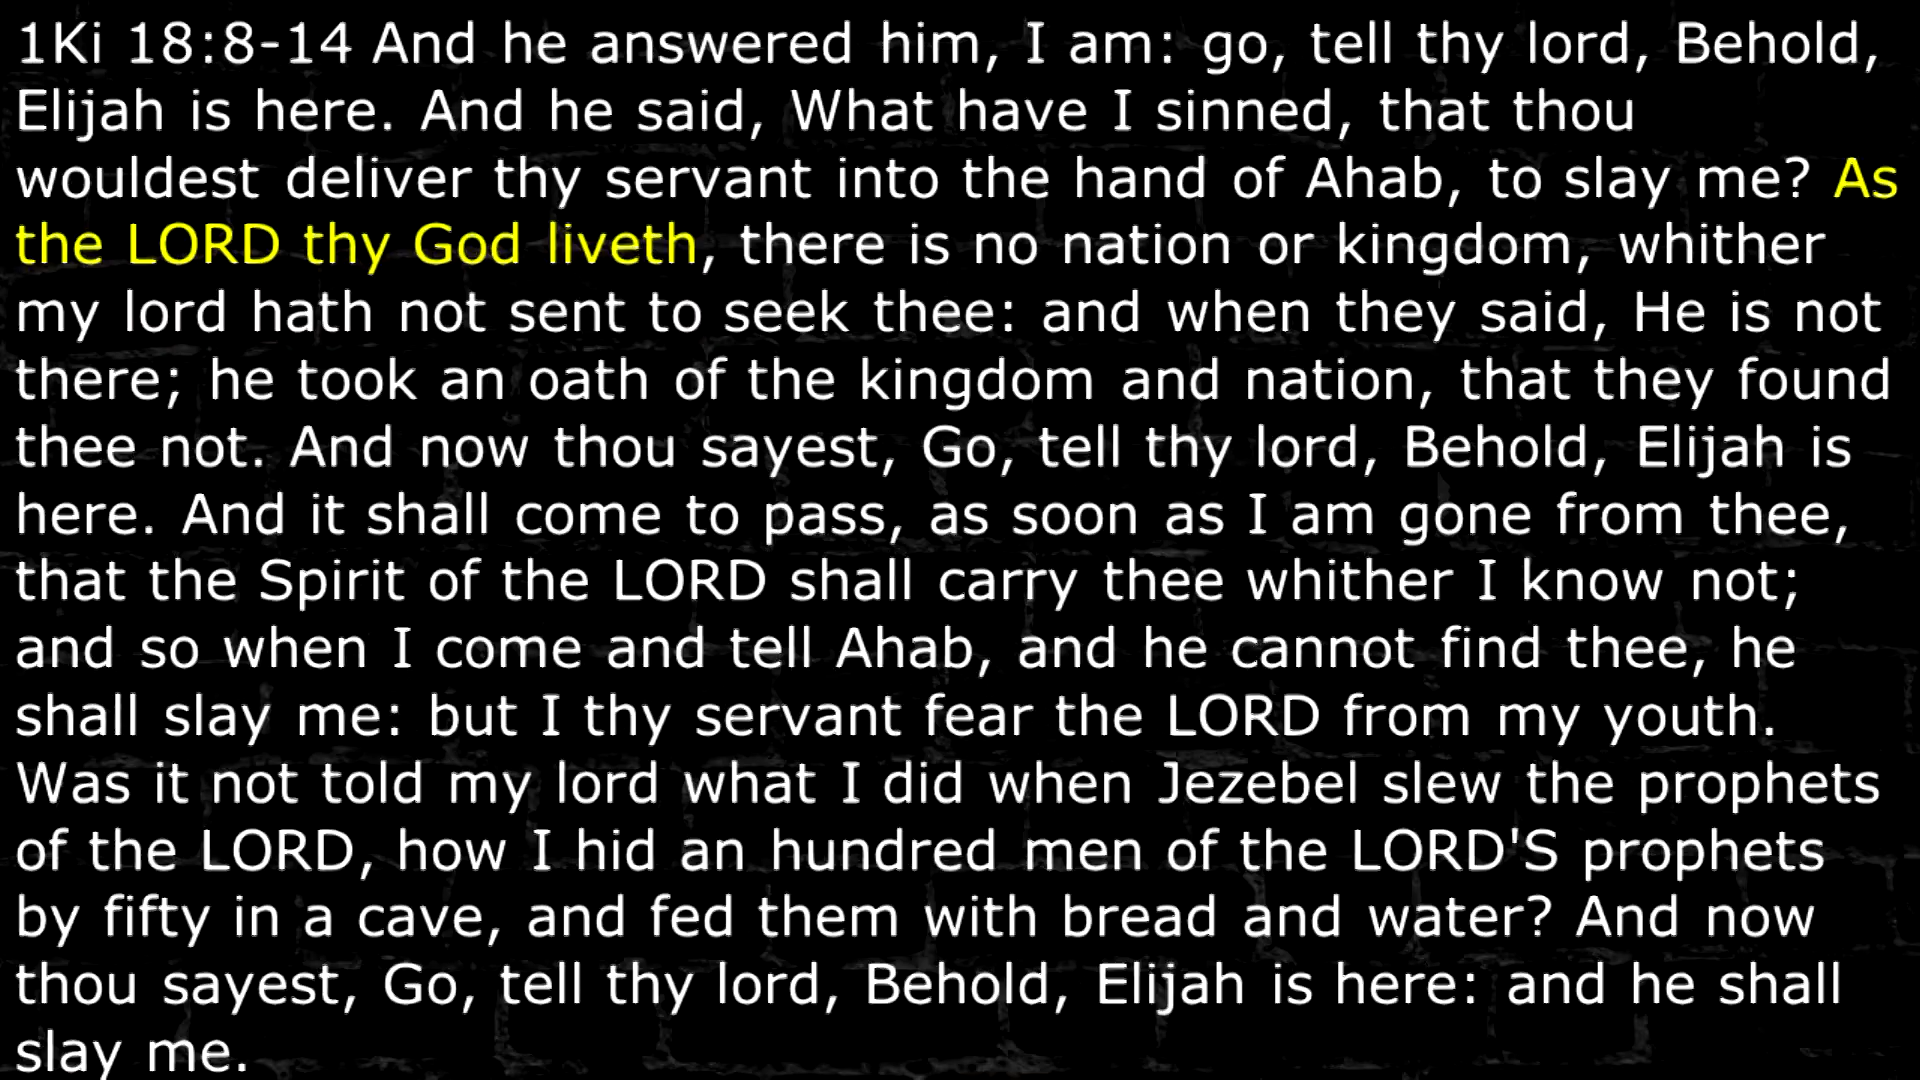 1Ki 18:8-14 And he answered him, I am: go, tell thy lord, Behold,
Elijah is here. And he said, What have I sinned, that thou
wouldest deliver thy servant into the hand of Ahab, to slay me? As
the LORD thy God liveth, there is no nation or kingdom, whither
my lord hath not sent to seek thee: and when they said, He is not
there; he took an oath of the kingdom and nation, that they found
thee not. And now thou sayest, Go, tell thy lord, Behold, Elijah is
here. And it shall come to pass, as soon as I am gone from thee,
that the Spirit of the LORD shall carry thee whither I know not;
and so when I come and tell Ahab, and he cannot find thee, he
shall slay me: but I thy servant fear the LORD from my youth.
Was it not told my lord what I did when Jezebel slew the prophets
of the LORD, how I hid an hundred men of the LORD'S prophets
by fifty in a cave, and fed them with bread and water? And now
thou sayest, Go, tell thy lord, Behold, Elijah is here: and he shall
slay me.